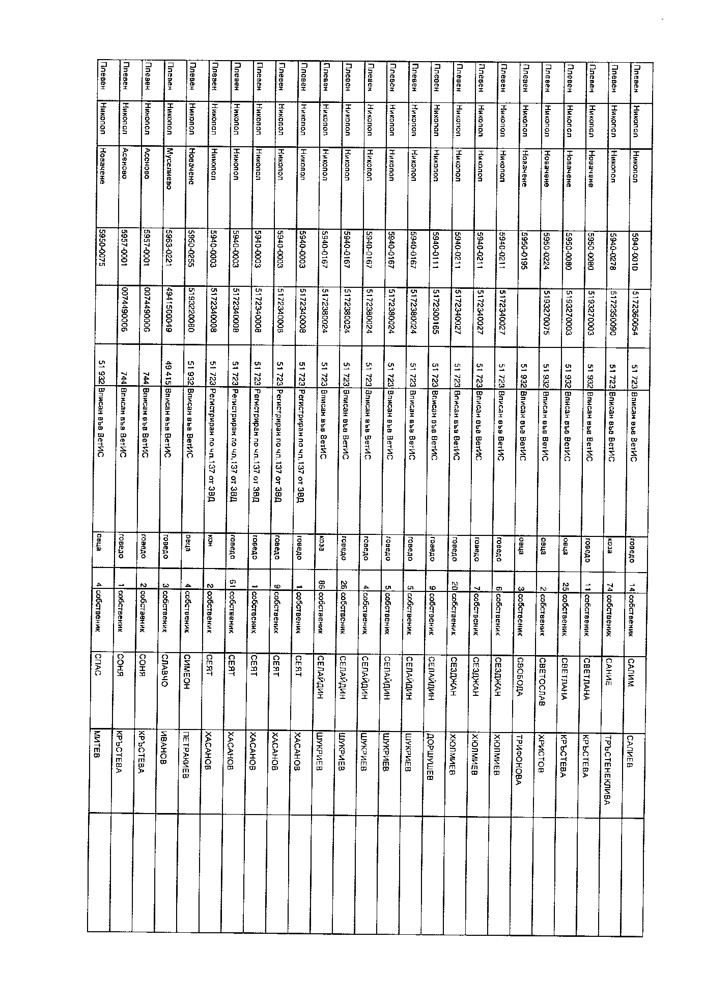 Плевен Никопол Никопол 5940-0010 5172360054 51 723 Вписан във ВетИС говедо 14 собственик САЛИМ САЛИЕВ
Плевен Никопол Никопол 5940-0278 5172350090 51 723 Вписан във ВетИС коза 74 собственик САНИЕ ТРЪСТЕНЕКЛИВА
Плевен Никопол Новачене 5950-0080 5193270003 51 932 Вписан във ВетИС говедо 11 собственик СВЕТЛАНА КРЪСТЕВА
Плевен Никопол Новачене 5950-0080 5193270003 51 932 Вписан във ВетИС овца 25 собственик СВЕТЛАНА КРЪСТЕВА
Плевен Никопол Новачене 5950-0224 5193270075 51 932 Вписан във ВетИС овца 2 собственик СВЕТОСЛАВ ХРИСТОВ
Плевен Никопол Новачене 5950-0195 51 932 Вписан във ВетИС овца 3 собственик СВОБОДА ТРИФОНОВА
Плевен Никопол Никопол 5940-0211 5172340027 51 723 Вписан във ВетИС говедо 6 собственик СЕЗДЖАН ХЮЛМИЕВ
Плевен Никопол Никопол 5940-0211 5172340027 51 723 Вписан във ВетИС говедо 7 собственик СЕЗДЖАН ХЮЛМИЕВ
Плевен Никопол Никопол 5940-0211 5172340027 51 723 Вписан във ВетИС говедо 20 собственик СЕЗДЖАН ХЮЛМИЕВ
Плевен Никопол Никопол 5940-0111 5172300165 51 723 Вписан във ВетИС говедо 9 собственик СЕЛАЙДИН ДОРШУШЕВ
Плевен Никопол Никопол 5940-0167 5172380024 51 723 Вписан във ВетИС говедо 5 собственик СЕЛАЙДИН ШУКРИЕВ
Плевен Никопол Никопол 5940-0167 5172380024 51 723 Вписан във ВетИС говедо 5 собственик СЕЛАЙДИН ШУКРИЕВ
Плевен Никопол Никопол 5940-0167 5172380024 51 723 Вписан във ВетИС говедо 4 собственик СЕЛАЙДИН ШУКРИЕВ
Плевен Никопол Никопол 5940-0167 5172380024 51 723 Вписан във ВетИС говедо 26 собственик СЕЛАЙДИН ШУКРИЕВ
Плевен Никопол Никопол 5940-0167 5172380024 51 723 Вписан във ВетИС коза 86 собственик СЕЛАЙДИН ШУКРИЕВ
Плевен Никопол Никопол 5940-0003 5172340008 51 723 Регистриран по чл.137 от ЗВД говедо 1 собственик СЕЯТ ХАСАНОВ
Плевен Никопол Никопол 5940-0003 5172340008 51 723 Регистриран по чл.137 от ЗВД говедо 9 собственик СЕЯТ ХАСАНОВ
Плевен Никопол Никопол 5940-0003 5172340008 51 723 Регистриран по чл.137 от ЗВД говедо 1 собственик СЕЯТ ХАСАНОВ
Плевен Никопол Никопол 5940-0003 5172340008 51 723 Регистриран по чл.137 от ЗВД говедо 61 собственик СЕЯТ ХАСАНОВ
Плевен Никопол Никопол 5940-0003 5172340008 51 723 Регистриран по чл.137 от ЗВД кон 2 собственик СЕЯТ ХАСАНОВ
Плевен Никопол Новачене 5950-0255 5193220080 51 932 Вписан във ВетИС овца 4 собственик СИМЕОН ПЕТРАКИЕВ
Плевен Никопол Муселиево 5963-0221 4941500049 49 415 Вписан във ВетИС говедо 3 собственик СЛАВЧО ИВАНОВ
Плевен Никопол Асеново 5957-0001 0074490006 744 Вписан във ВетИС говедо 2 собственик СОНЯ КРЪСТЕВА
Плевен Никопол Асеново 5957-0001 0074490006 744 Вписан във ВетИС говедо 1 собственик СОНЯ КРЪСТЕВА
Плевен Никопол Новачене 5950-0075 51 932 Вписан във ВетИС овца 4 собственик СПАС МИТЕВ